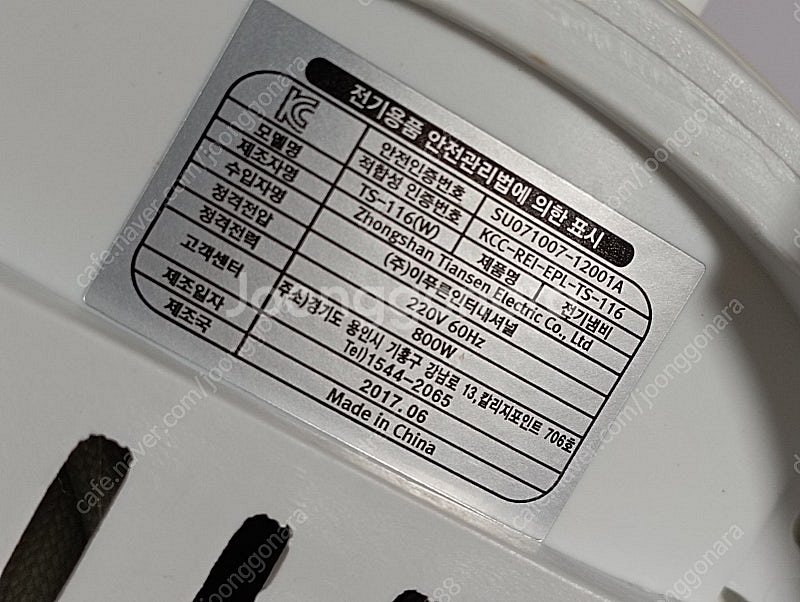 전기용품 안전관리법에 의한 표시
KC 안전인증번호 SU071007-12001A
적합성 인증번호 KCC-REI-EPL-TS-116
모델명 TS-116(W) 제품명 전기냄비
제조사명 Zhongshan Tiansen Electric Co., Ltd
수입자명 (주)이푸른인터내셔널
정격전압 220V 60Hz
정격전력 800W
고객센터 주소:경기도 용인시 기흥구 강남로 13,칼리지포인트 706호
Tel)1544-2065
제조일자 2017.06
제조국 Made in China
Joonggonara
cafe.naver.com/joonggonara